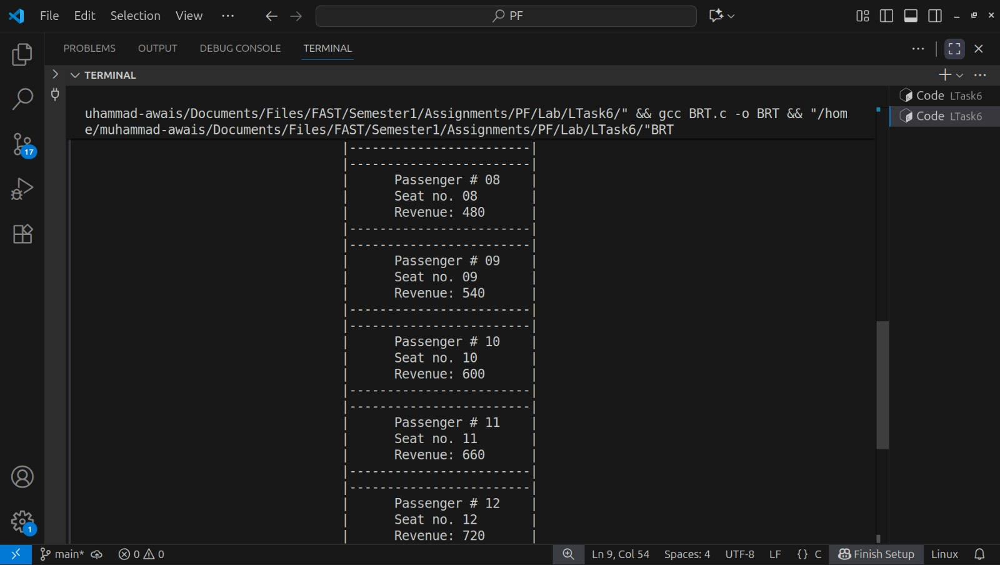 File Edit Selection View ··· PF
PROBLEMS OUTPUT DEBUG CONSOLE TERMINAL ···
TERMINAL ···
Code LTask6
Code LTask6
uhammad-awais/Documents/Files/FAST/Semester1/Assignments/PF/Lab/LTask6/" && gcc BRT.c -o BRT && "/hom
e/muhammad-awais/Documents/Files/FAST/Semester1/Assignments/PF/Lab/LTask6/"BRT
|------------------------|
|------------------------|
| Passenger # 08 |
| Seat no. 08 |
| Revenue: 480 |
|------------------------|
|------------------------|
| Passenger # 09 |
| Seat no. 09 |
| Revenue: 540 |
|------------------------|
|------------------------|
| Passenger # 10 |
| Seat no. 10 |
| Revenue: 600 |
|------------------------|
|------------------------|
| Passenger # 11 |
| Seat no. 11 |
| Revenue: 660 |
|------------------------|
|------------------------|
| Passenger # 12 |
| Seat no. 12 |
| Revenue: 720 |
17
1
main* 0 0 Ln 9, Col 54 Spaces: 4 UTF-8 LF {} C Finish Setup Linux